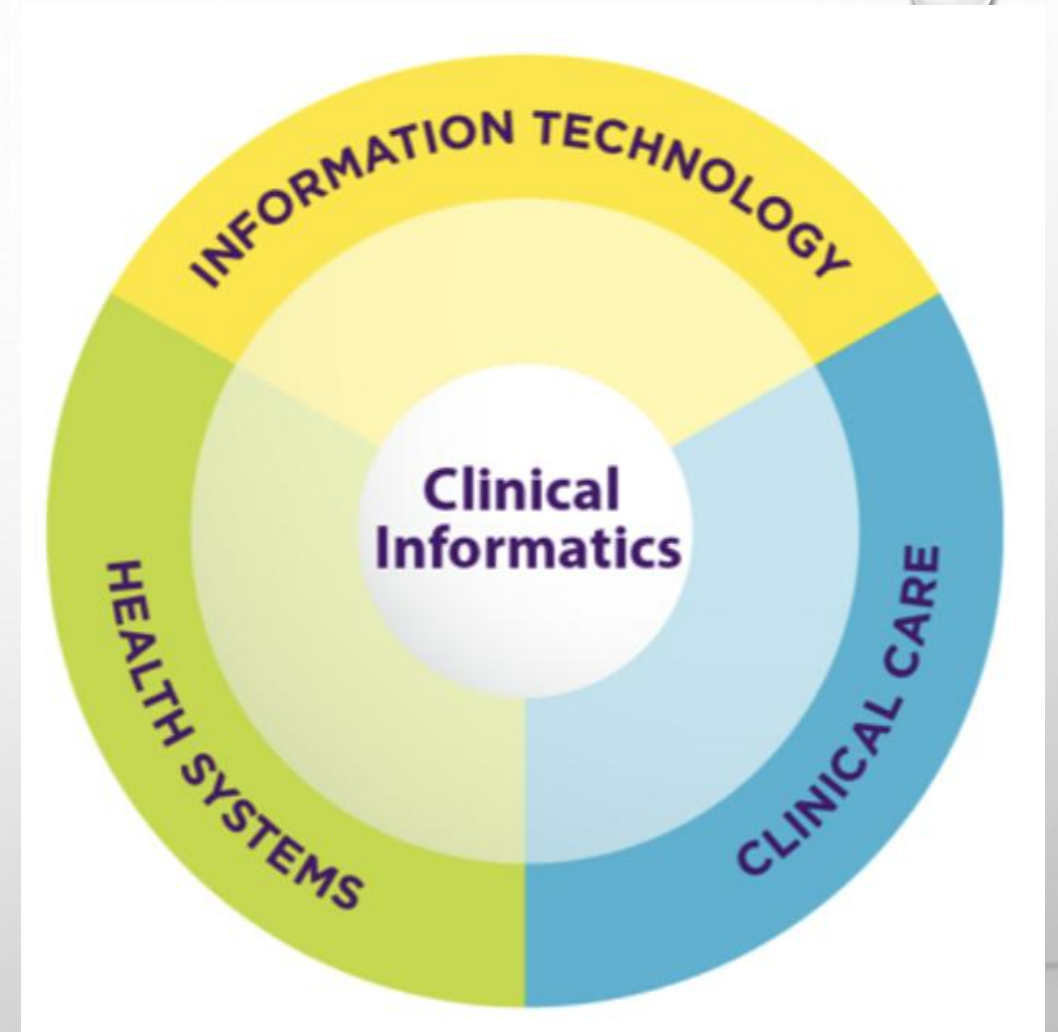 INFORMATION TECHNOLOGY
Clinical
Informatics
HEALTH SYSTEMS
CLINICAL CARE